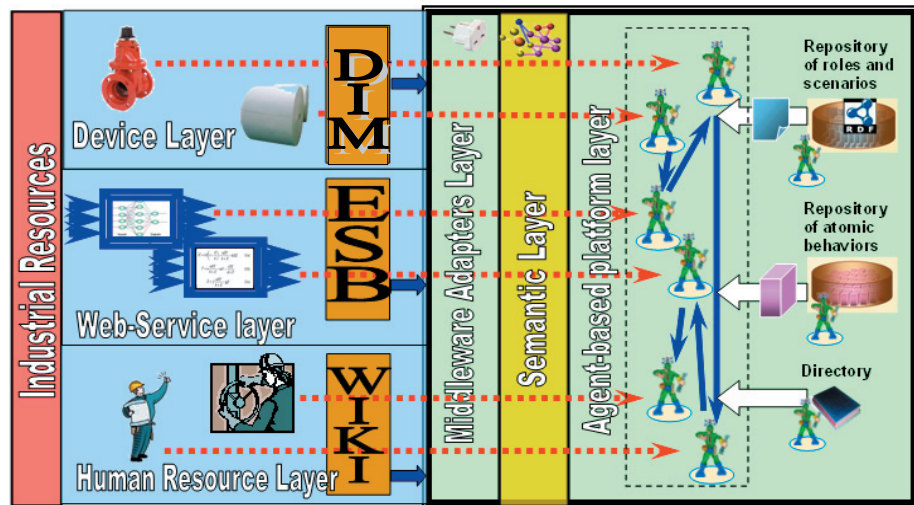 Industrial Resources
Device Layer
DIM
Web-Service layer
ESB
Human Resource Layer
WIKI
Middleware Adapters Layer
Semantic Layer
Agent-based platform layer
Repository
of roles and
scenarios
RDF
Repository
of atomic
behaviors
Directory